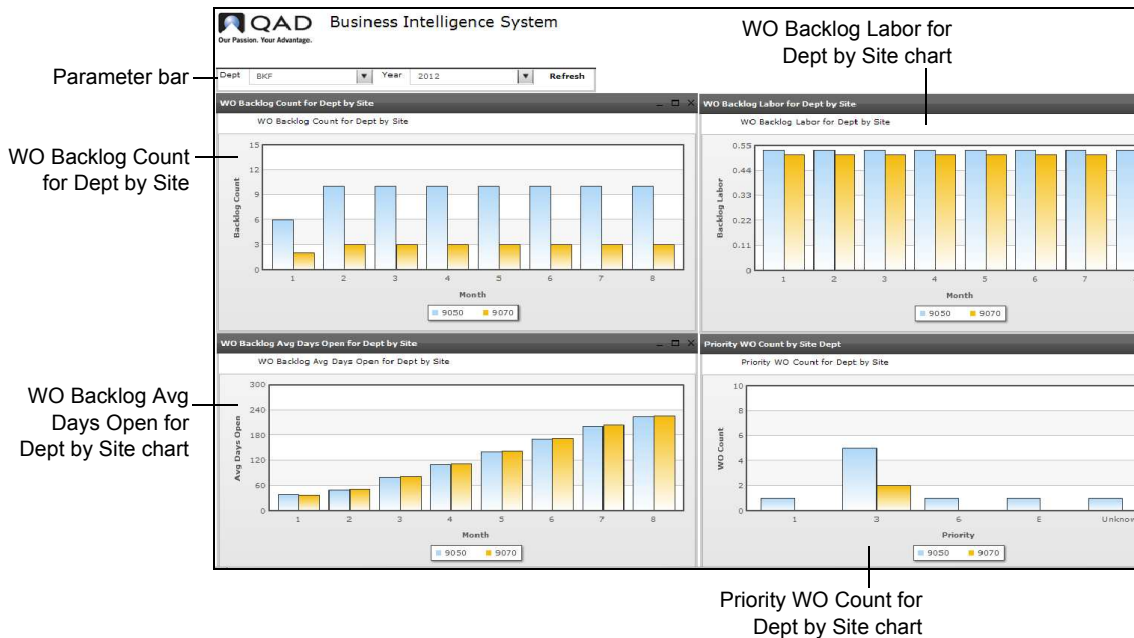 QAD Business Intelligence System
Our Passion. Your Advantage.
WO Backlog Labor for
Dept by Site chart
Parameter bar
Dept BKF Year 2012 Refresh
WO Backlog Count for Dept by Site
WO Backlog Count for Dept by Site
WO Backlog Count
for Dept by Site
15
12
9
6
3
0
Backlog Count
1 2 3 4 5 6 7 8
Month
9050 9070
WO Backlog Labor for Dept by Site
WO Backlog Labor for Dept by Site
0.55
0.44
0.33
0.22
0.11
0
Backlog Labor
1 2 3 4 5 6 7
Month
9050 9070
WO Backlog Avg Days Open for Dept by Site
WO Backlog Avg Days Open for Dept by Site
WO Backlog Avg
Days Open for
Dept by Site chart
300
240
180
120
60
0
Avg Days Open
1 2 3 4 5 6 7 8
Month
9050 9070
Priority WO Count by Site Dept
Priority WO Count for Dept by Site
10
8
6
4
2
0
WO Count
1 3 6 E Unknow
Priority
9050 9070
Priority WO Count for
Dept by Site chart